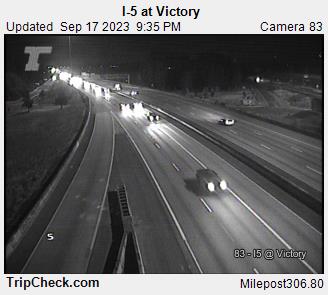 I-5 at Victory
Updated Sep 17 2023 9:35 PM Camera 83
T
S
83 - I5 @ Victory
TripCheck.com Milepost306.80